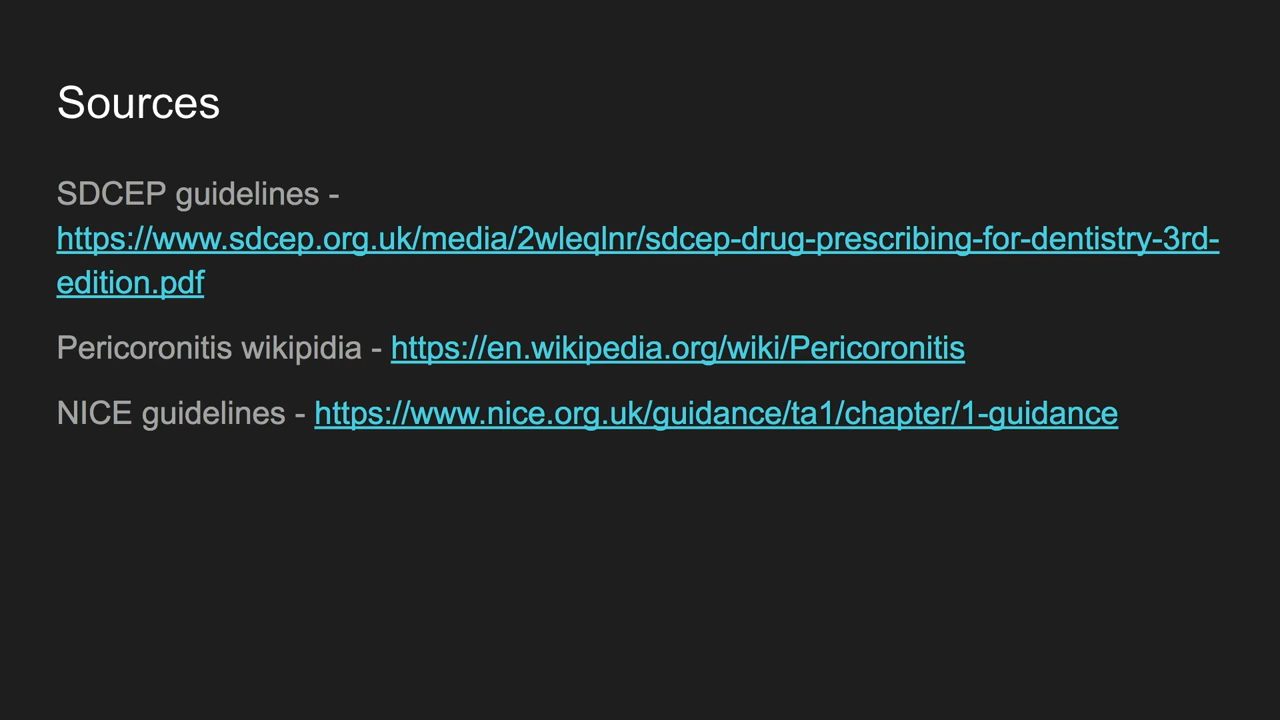 Sources
SDCEP guidelines -
https://www.sdcep.org.uk/media/2wleqlnr/sdcep-drug-prescribing-for-dentistry-3rd-
edition.pdf
Pericoronitis wikipidia - https://en.wikipedia.org/wiki/Pericoronitis
NICE guidelines - https://www.nice.org.uk/guidance/ta1/chapter/1-guidance